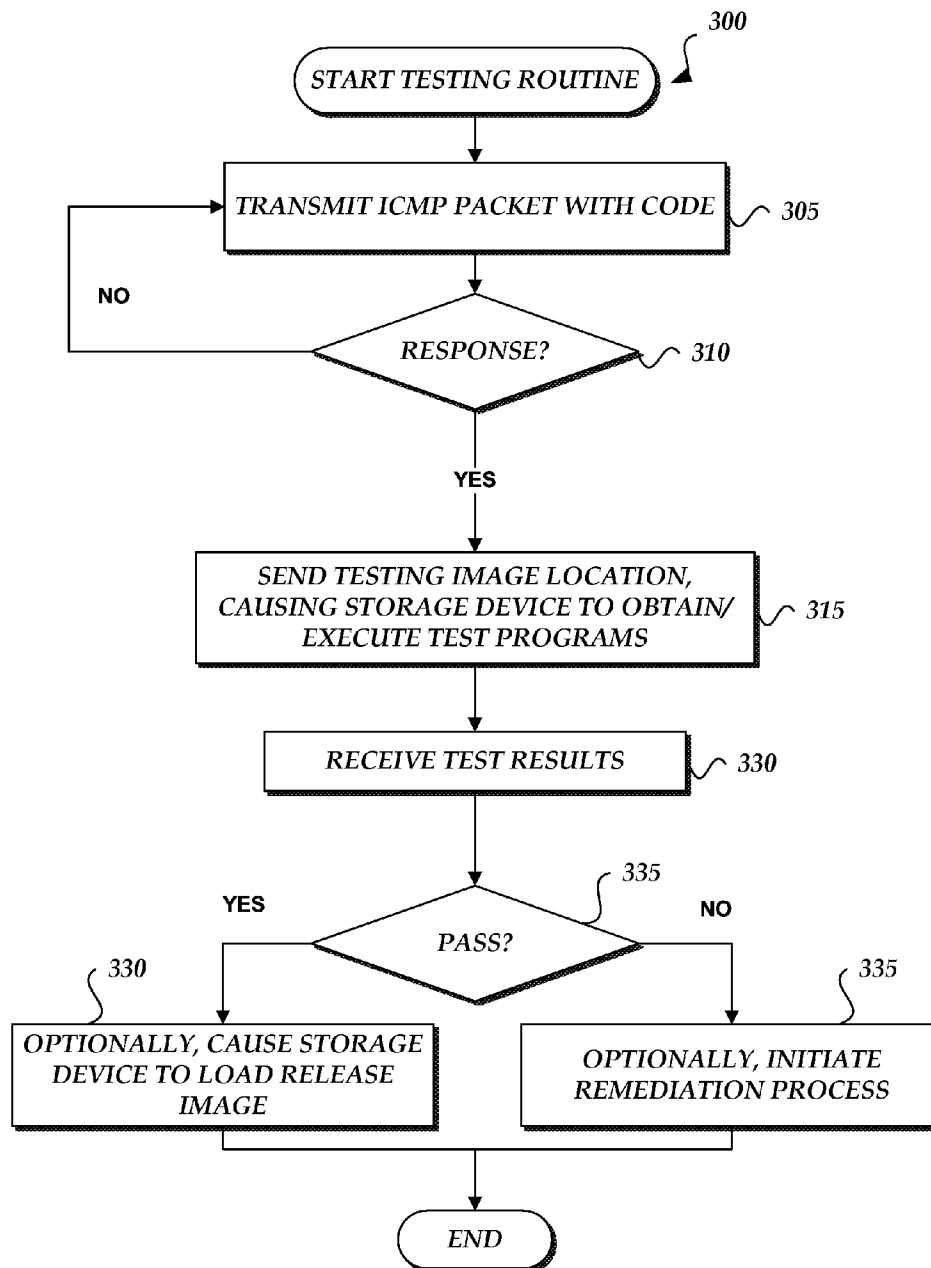 300
START TESTING ROUTINE
TRANSMIT ICMP PACKET WITH CODE
305
NO
RESPONSE?
310
YES
SEND TESTING IMAGE LOCATION,
CAUSING STORAGE DEVICE TO OBTAIN/
EXECUTE TEST PROGRAMS
315
RECEIVE TEST RESULTS
330
335
YES
NO
PASS?
330
335
OPTIONALLY, CAUSE STORAGE
DEVICE TO LOAD RELEASE
IMAGE
OPTIONALLY, INITIATE
REMEDIATION PROCESS
END